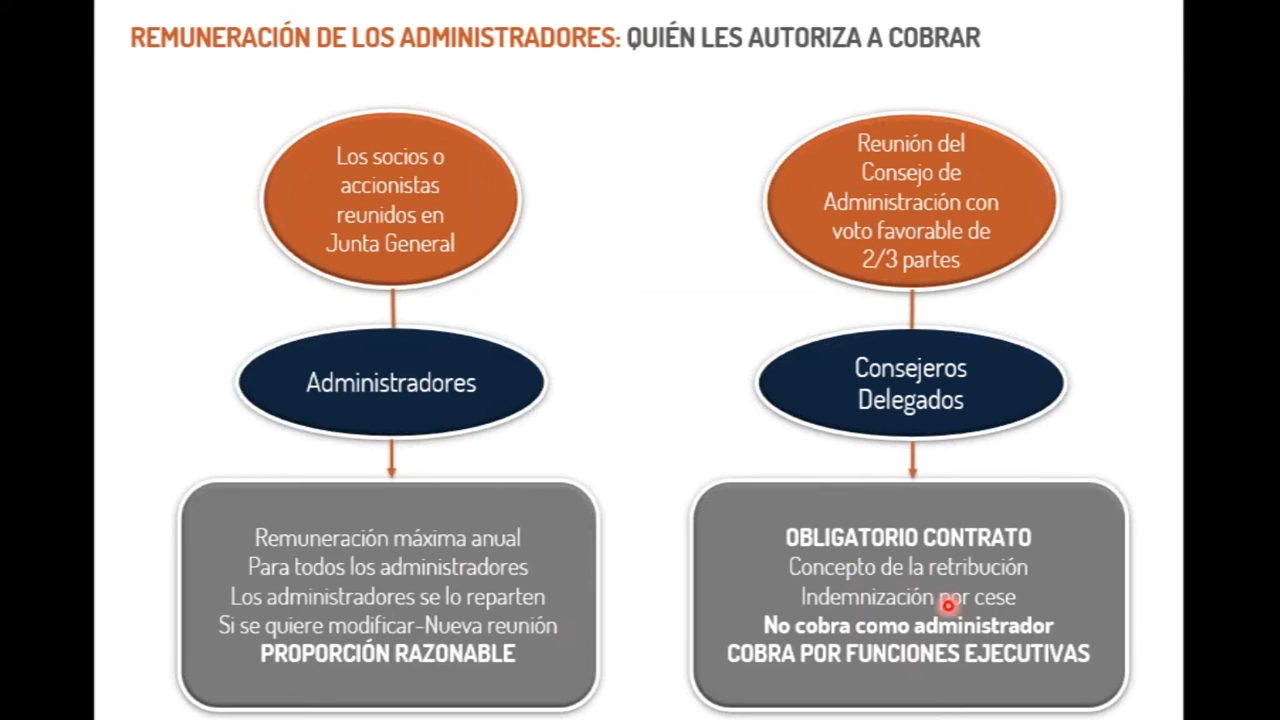 REMUNERACIÓN DE LOS ADMINISTRADORES: QUIÉN LES AUTORIZA A COBRAR
Los socios o
accionistas
reunidos en
Junta General
Administradores
Remuneración máxima anual
Para todos los administradores
Los administradores se lo reparten
Si se quiere modificar-Nueva reunión
PROPORCIÓN RAZONABLE
Reunión del
Consejo de
Administración con
voto favorable de
2/3 partes
Consejeros
Delegados
OBLIGATORIO CONTRATO
Concepto de la retribución
Indemnización por cese
No cobra como administrador
COBRA POR FUNCIONES EJECUTIVAS